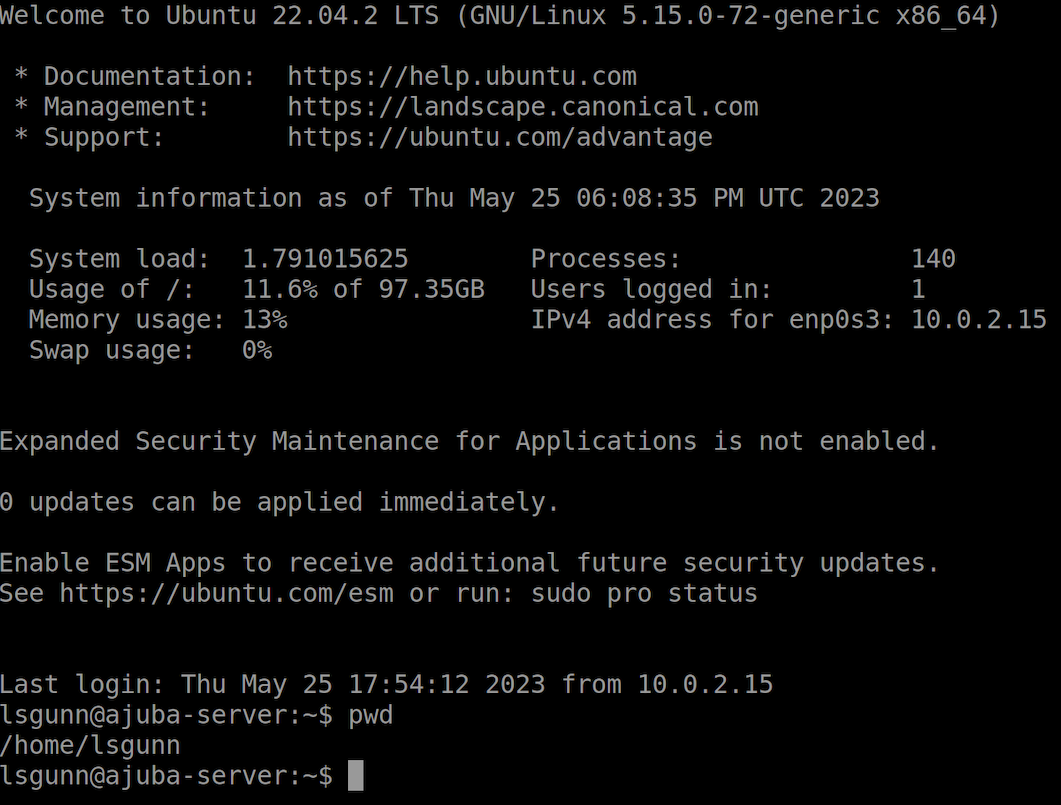 Welcome to Ubuntu 22.04.2 LTS (GNU/Linux 5.15.0-72-generic x86_64)
* Documentation:  https://help.ubuntu.com
* Management:     https://landscape.canonical.com
* Support:        https://ubuntu.com/advantage
System information as of Thu May 25 06:08:35 PM UTC 2023
System load:  1.791015625        Processes:               140
Usage of /:   11.6% of 97.35GB   Users logged in:         1
Memory usage: 13%                IPv4 address for enp0s3: 10.0.2.15
Swap usage:   0%
Expanded Security Maintenance for Applications is not enabled.
0 updates can be applied immediately.
Enable ESM Apps to receive additional future security updates.
See https://ubuntu.com/esm or run: sudo pro status
Last login: Thu May 25 17:54:12 2023 from 10.0.2.15
lsgunn@ajuba-server:~$ pwd
/home/lsgunn
lsgunn@ajuba-server:~$